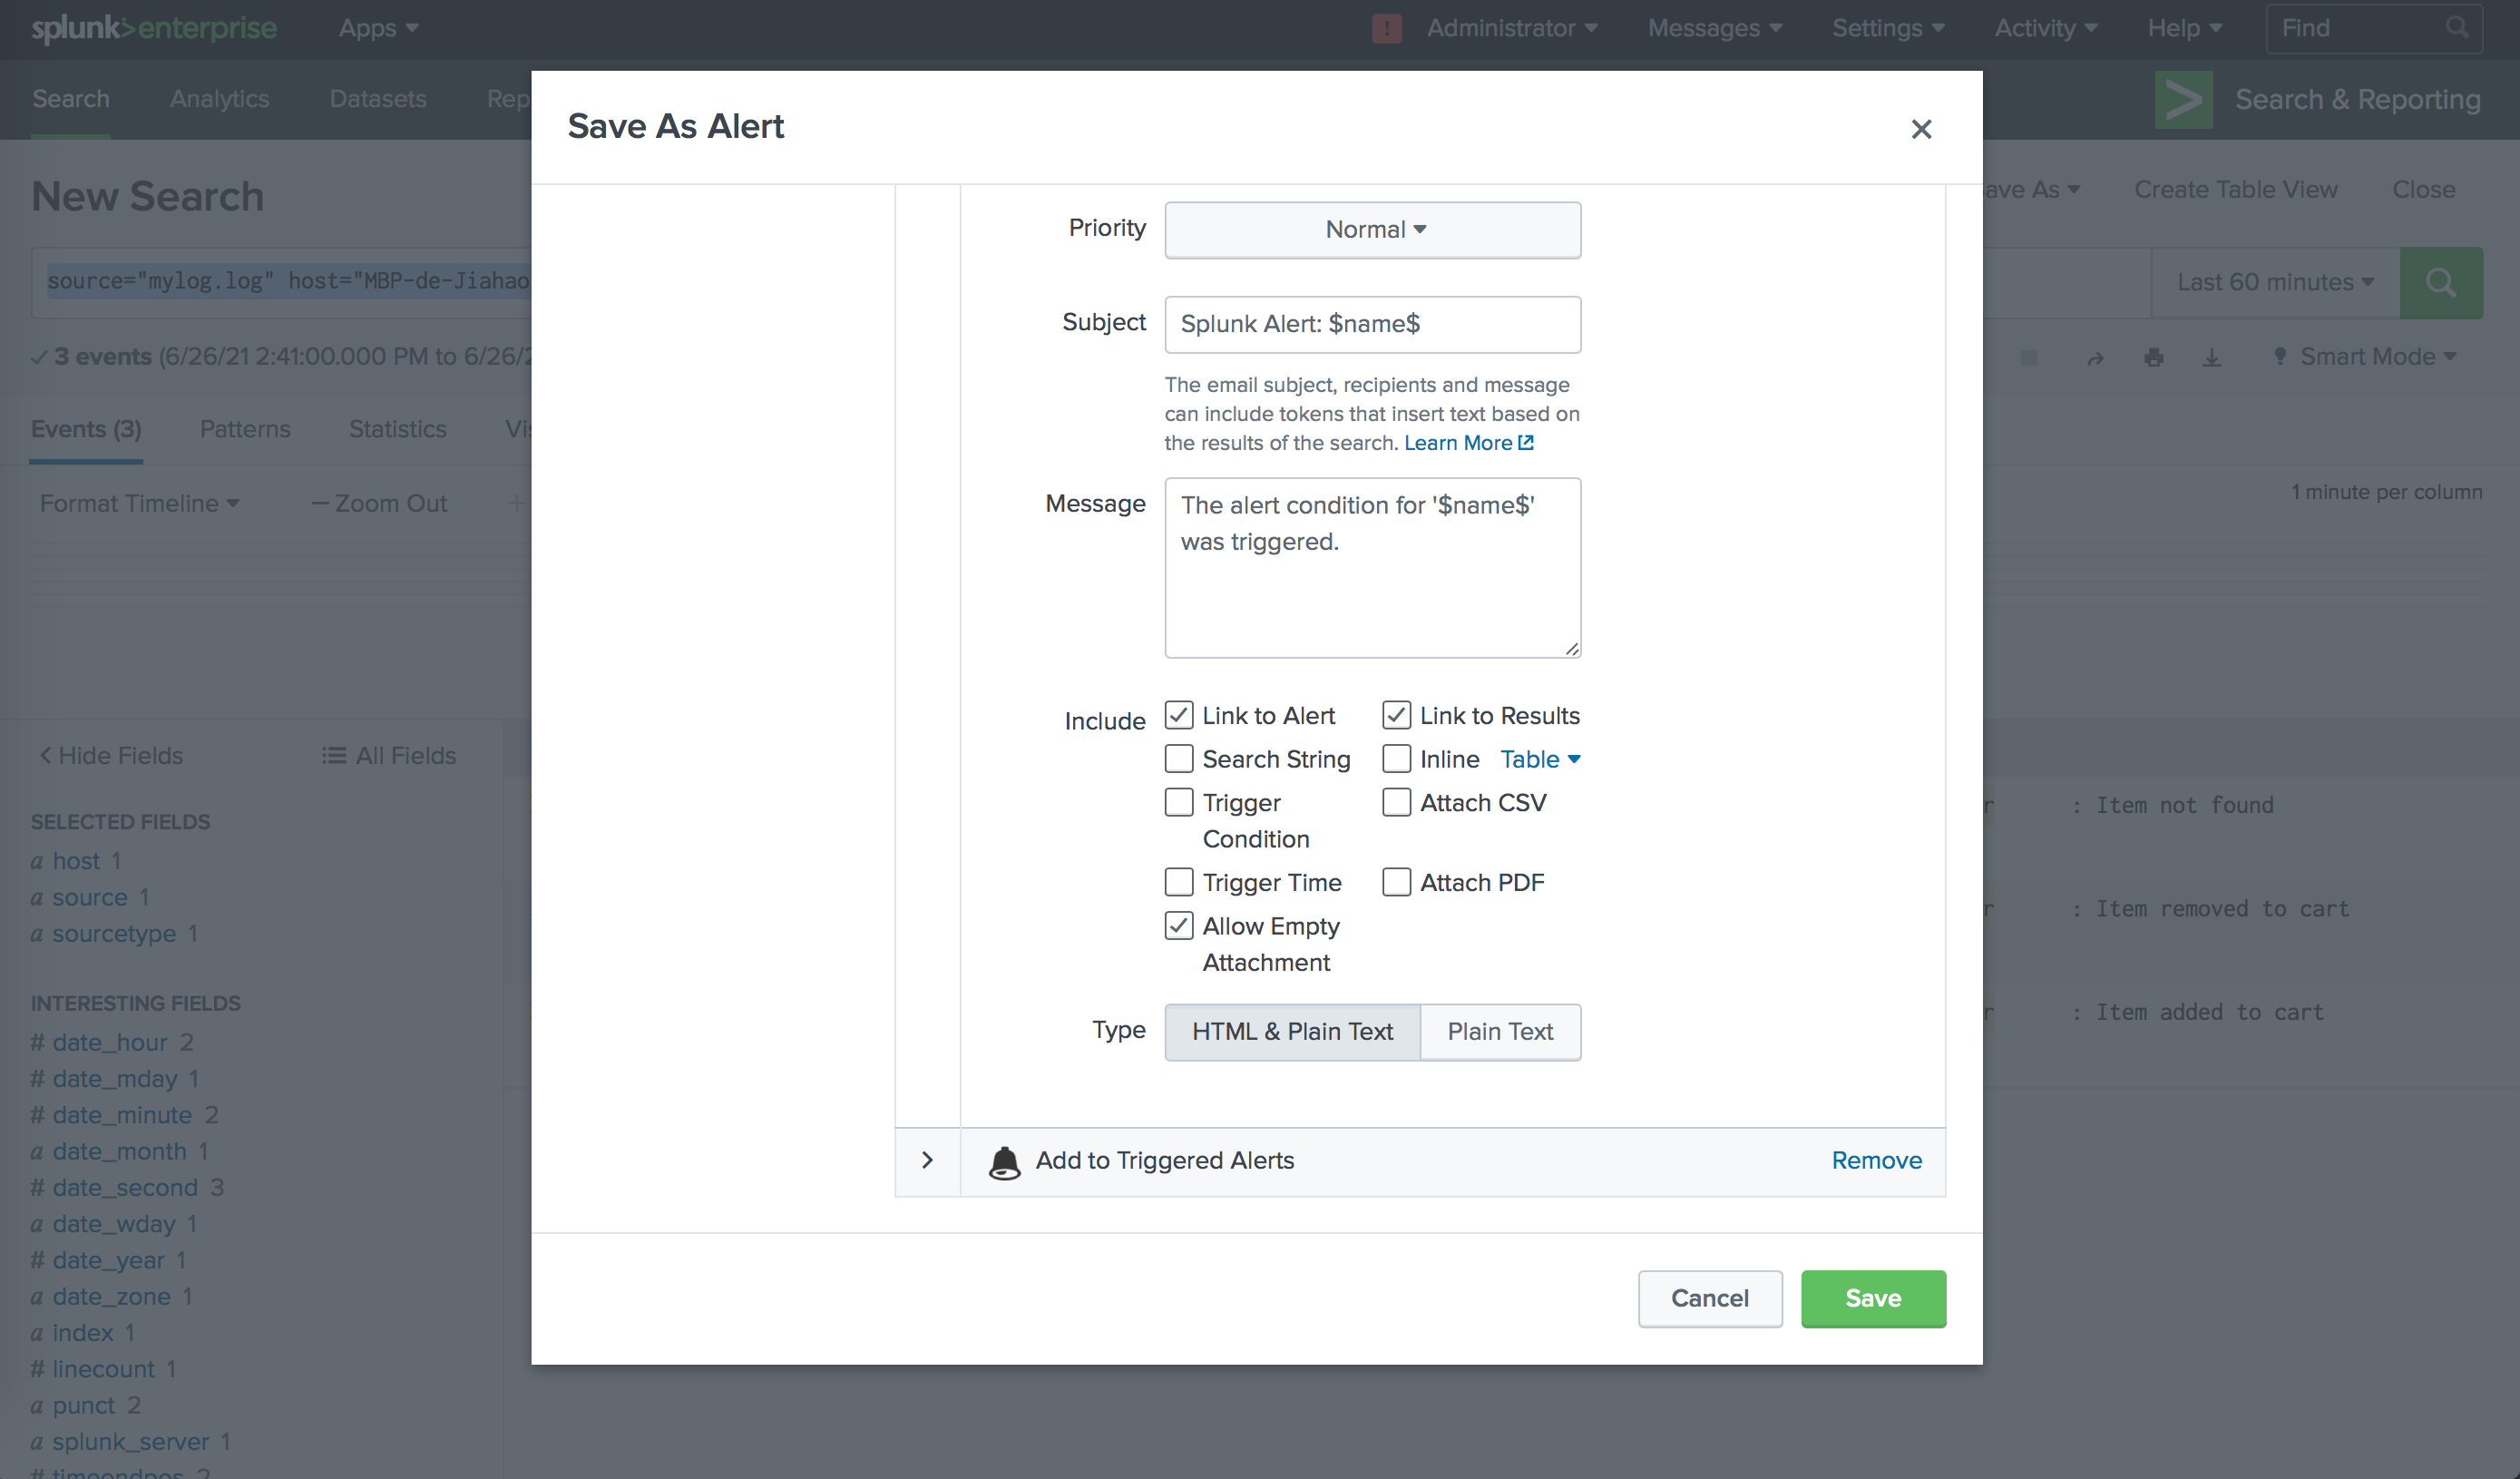 splunk>enterprise Apps Administrator Messages Settings Activity Help Find
Search Analytics Datasets Search & Reporting
Save As Alert
New Search
Create Table View Close
source="mylog.log" host="MBP-de-Jiahao
Last 60 minutes
3 events (6/26/21 2:41:00.000 PM to
Smart Mode
Events (3) Patterns Statistics
Format Timeline — Zoom Out +
1 minute per column
Priority Normal
Subject Splunk Alert: $name$
The email subject, recipients and message
can include tokens that insert text based on
the results of the search. Learn More
Message The alert condition for '$name$'
was triggered.
Include Link to Alert Link to Results
Search String Inline Table
Trigger Attach CSV
Condition
Trigger Time Attach PDF
Allow Empty
Attachment
Type HTML & Plain Text Plain Text
Add to Triggered Alerts Remove
Cancel Save
Hide Fields All Fields
SELECTED FIELDS
a host 1
a source 1
a sourcetype 1
INTERESTING FIELDS
# date_hour 2
# date_mday 1
# date_minute 2
a date_month 1
# date_second 3
a date_wday 1
# date_year 1
a date_zone 1
a index 1
# linecount 1
a punct 2
a splunk_server 1
# timeendpos 2
: Item not found
: Item removed to cart
: Item added to cart